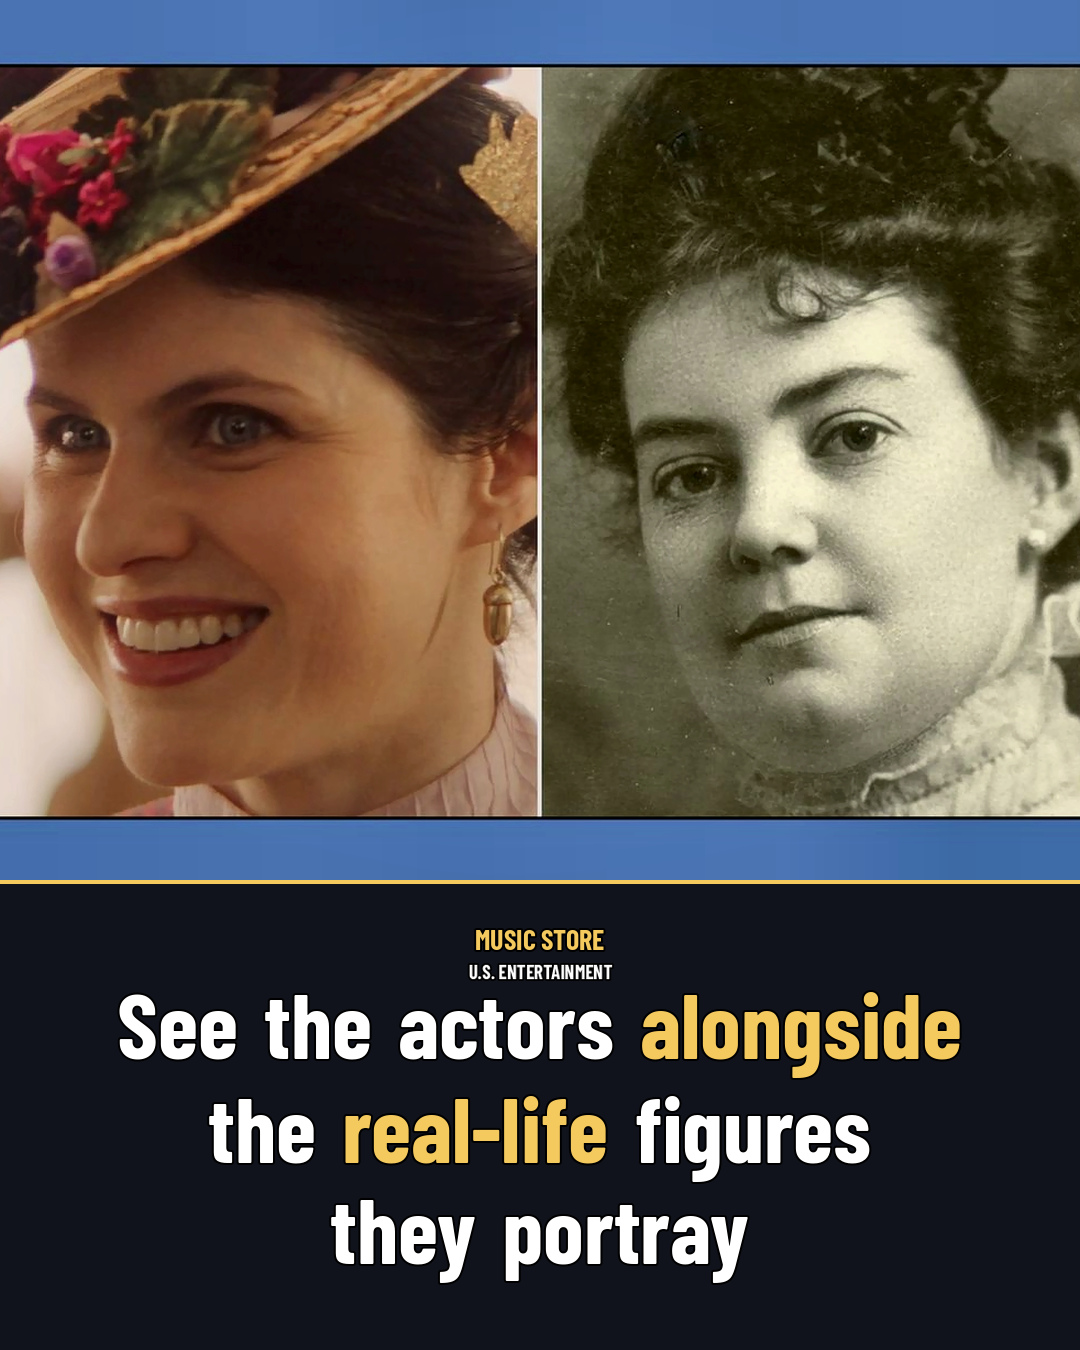 MUSIC STORE
U.S. ENTERTAINMENT
See the actors alongside
the real-life figures
they portray